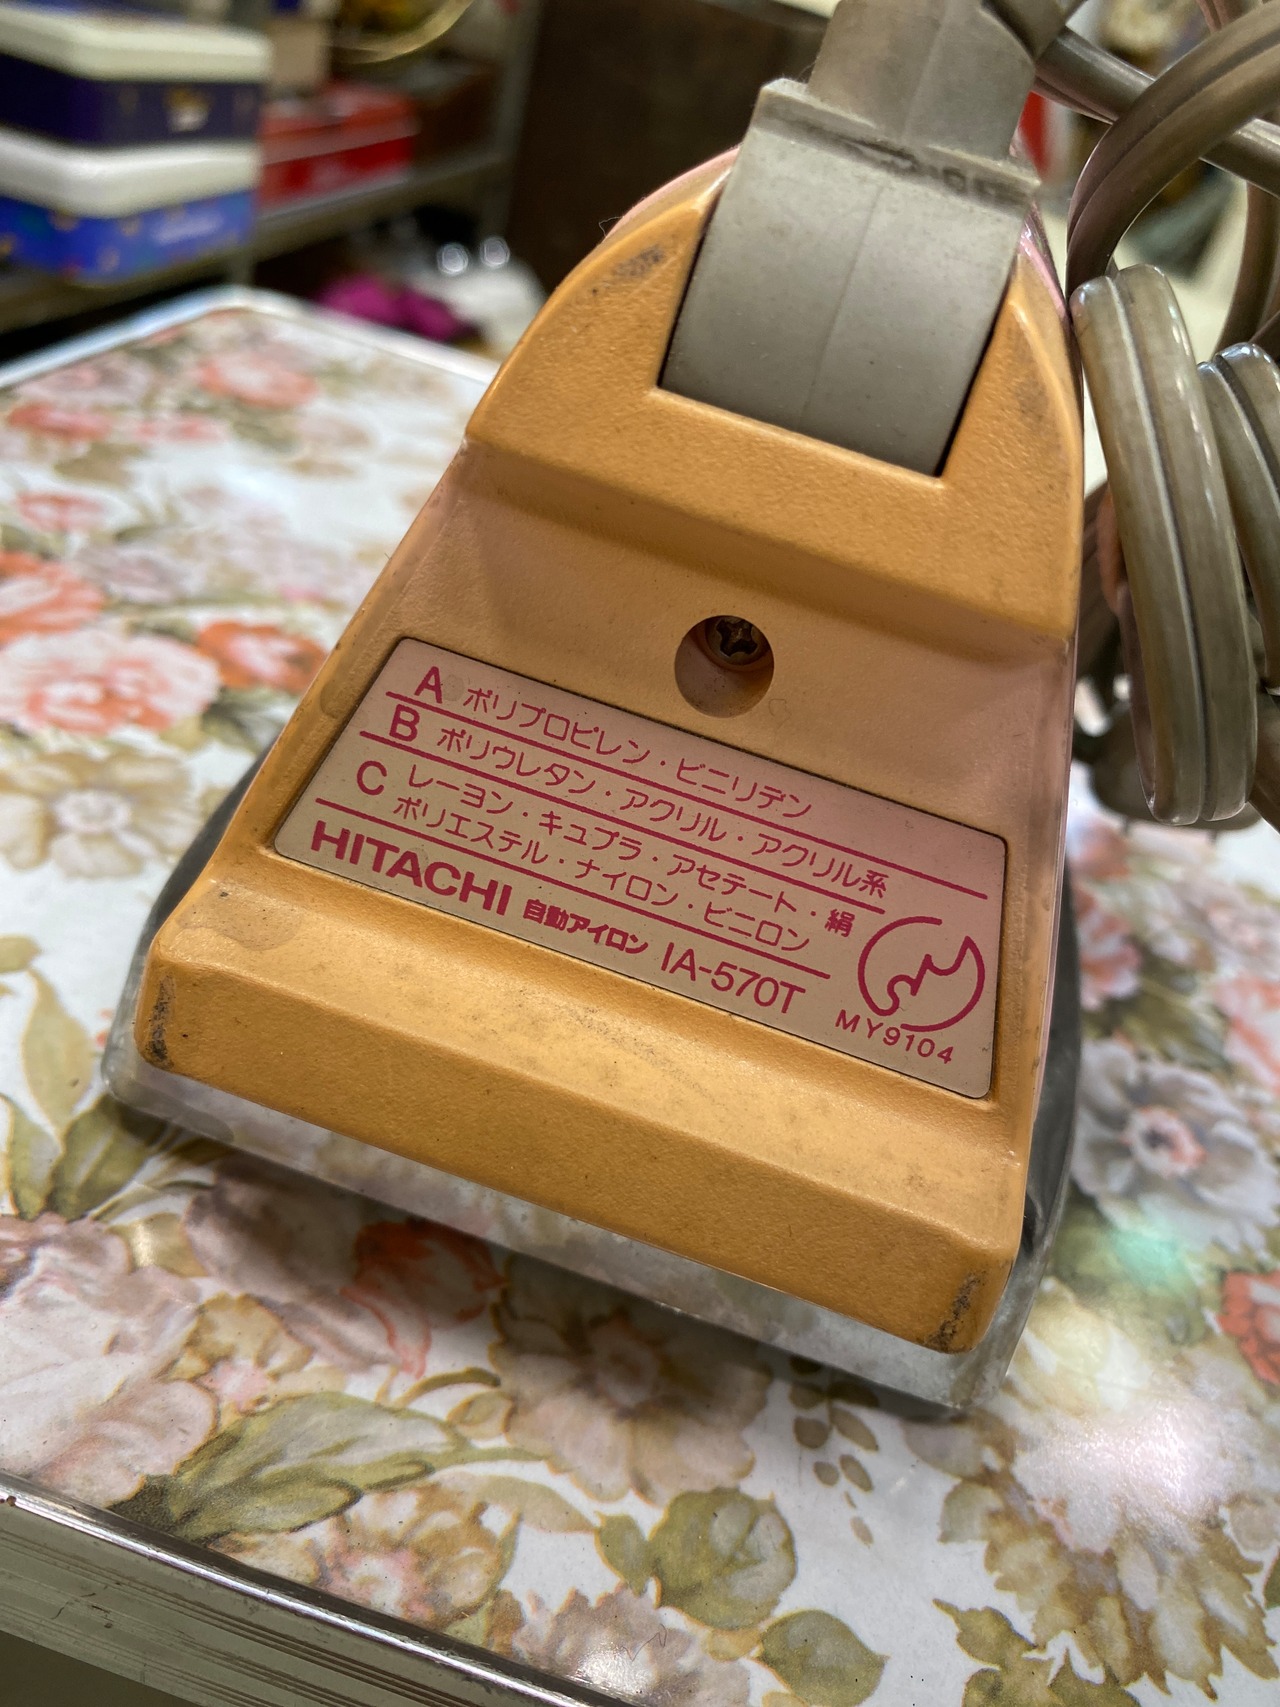 A ポリプロピレン・ビニリデン
B ポリウレタン・アクリル・アクリル系
C レーヨン・キュプラ・アセテート・絹
ポリエステル・ナイロン・ビニロン
HITACHI 自動アイロン IA-570T
MY9104